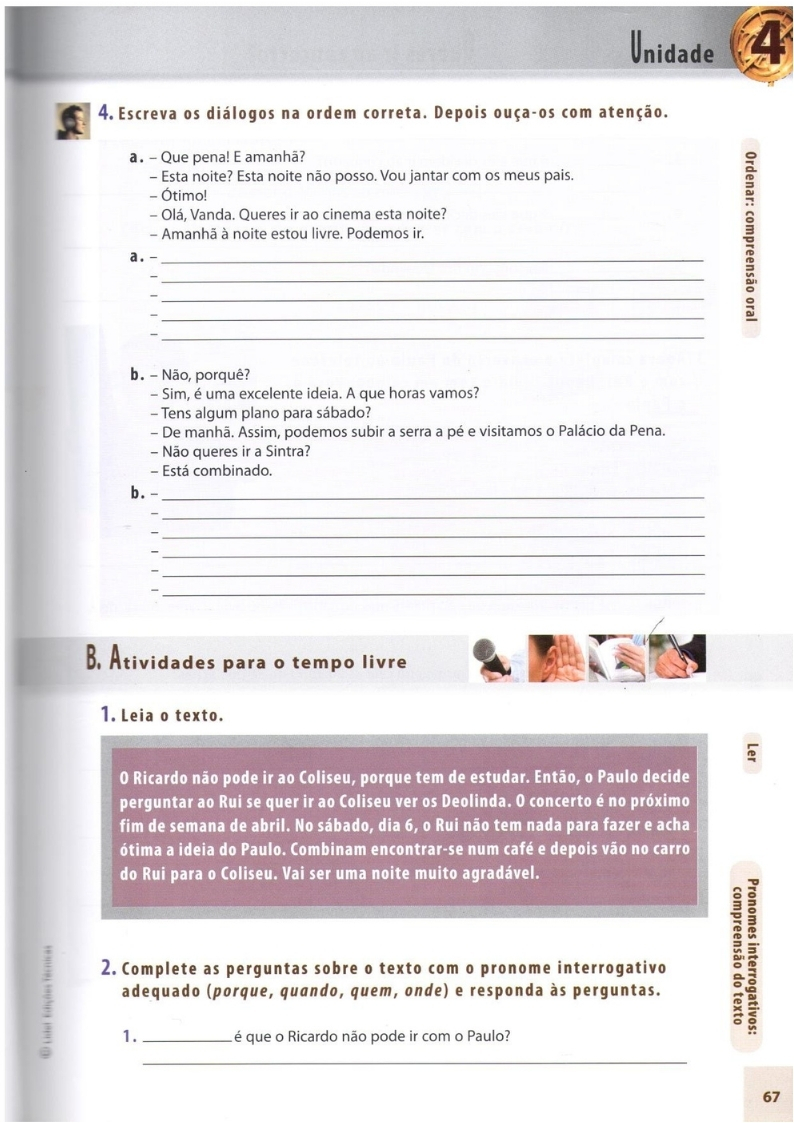 Unidade 4
4. Escreva os diálogos na ordem correta. Depois ouça-os com atenção.
a. – Que pena! E amanhã?
– Esta noite? Esta noite não posso. Vou jantar com os meus pais.
– Ótimo!
– Olá, Vanda. Queres ir ao cinema esta noite?
– Amanhã à noite estou livre. Podemos ir.
a. –
–
–
–
–
b. – Não, porquê?
– Sim, é uma excelente ideia. A que horas vamos?
– Tens algum plano para sábado?
– De manhã. Assim, podemos subir a serra a pé e visitamos o Palácio da Pena.
– Não queres ir a Sintra?
– Está combinado.
b. –
–
–
–
–
–
Ordenar: compreensão oral
B. Atividades para o tempo livre
1. Leia o texto.
O Ricardo não pode ir ao Coliseu, porque tem de estudar. Então, o Paulo decide
perguntar ao Rui se quer ir ao Coliseu ver os Deolinda. O concerto é no próximo
fim de semana de abril. No sábado, dia 6, o Rui não tem nada para fazer e acha
ótima a ideia do Paulo. Combinam encontrar-se num café e depois vão no carro
do Rui para o Coliseu. Vai ser uma noite muito agradável.
Ler
2. Complete as perguntas sobre o texto com o pronome interrogativo
adequado (porque, quando, quem, onde) e responda às perguntas.
1. ____________ é que o Ricardo não pode ir com o Paulo?
Pronomes interrogativos:
compreensão do texto
© Lidel Edições Técnicas
67